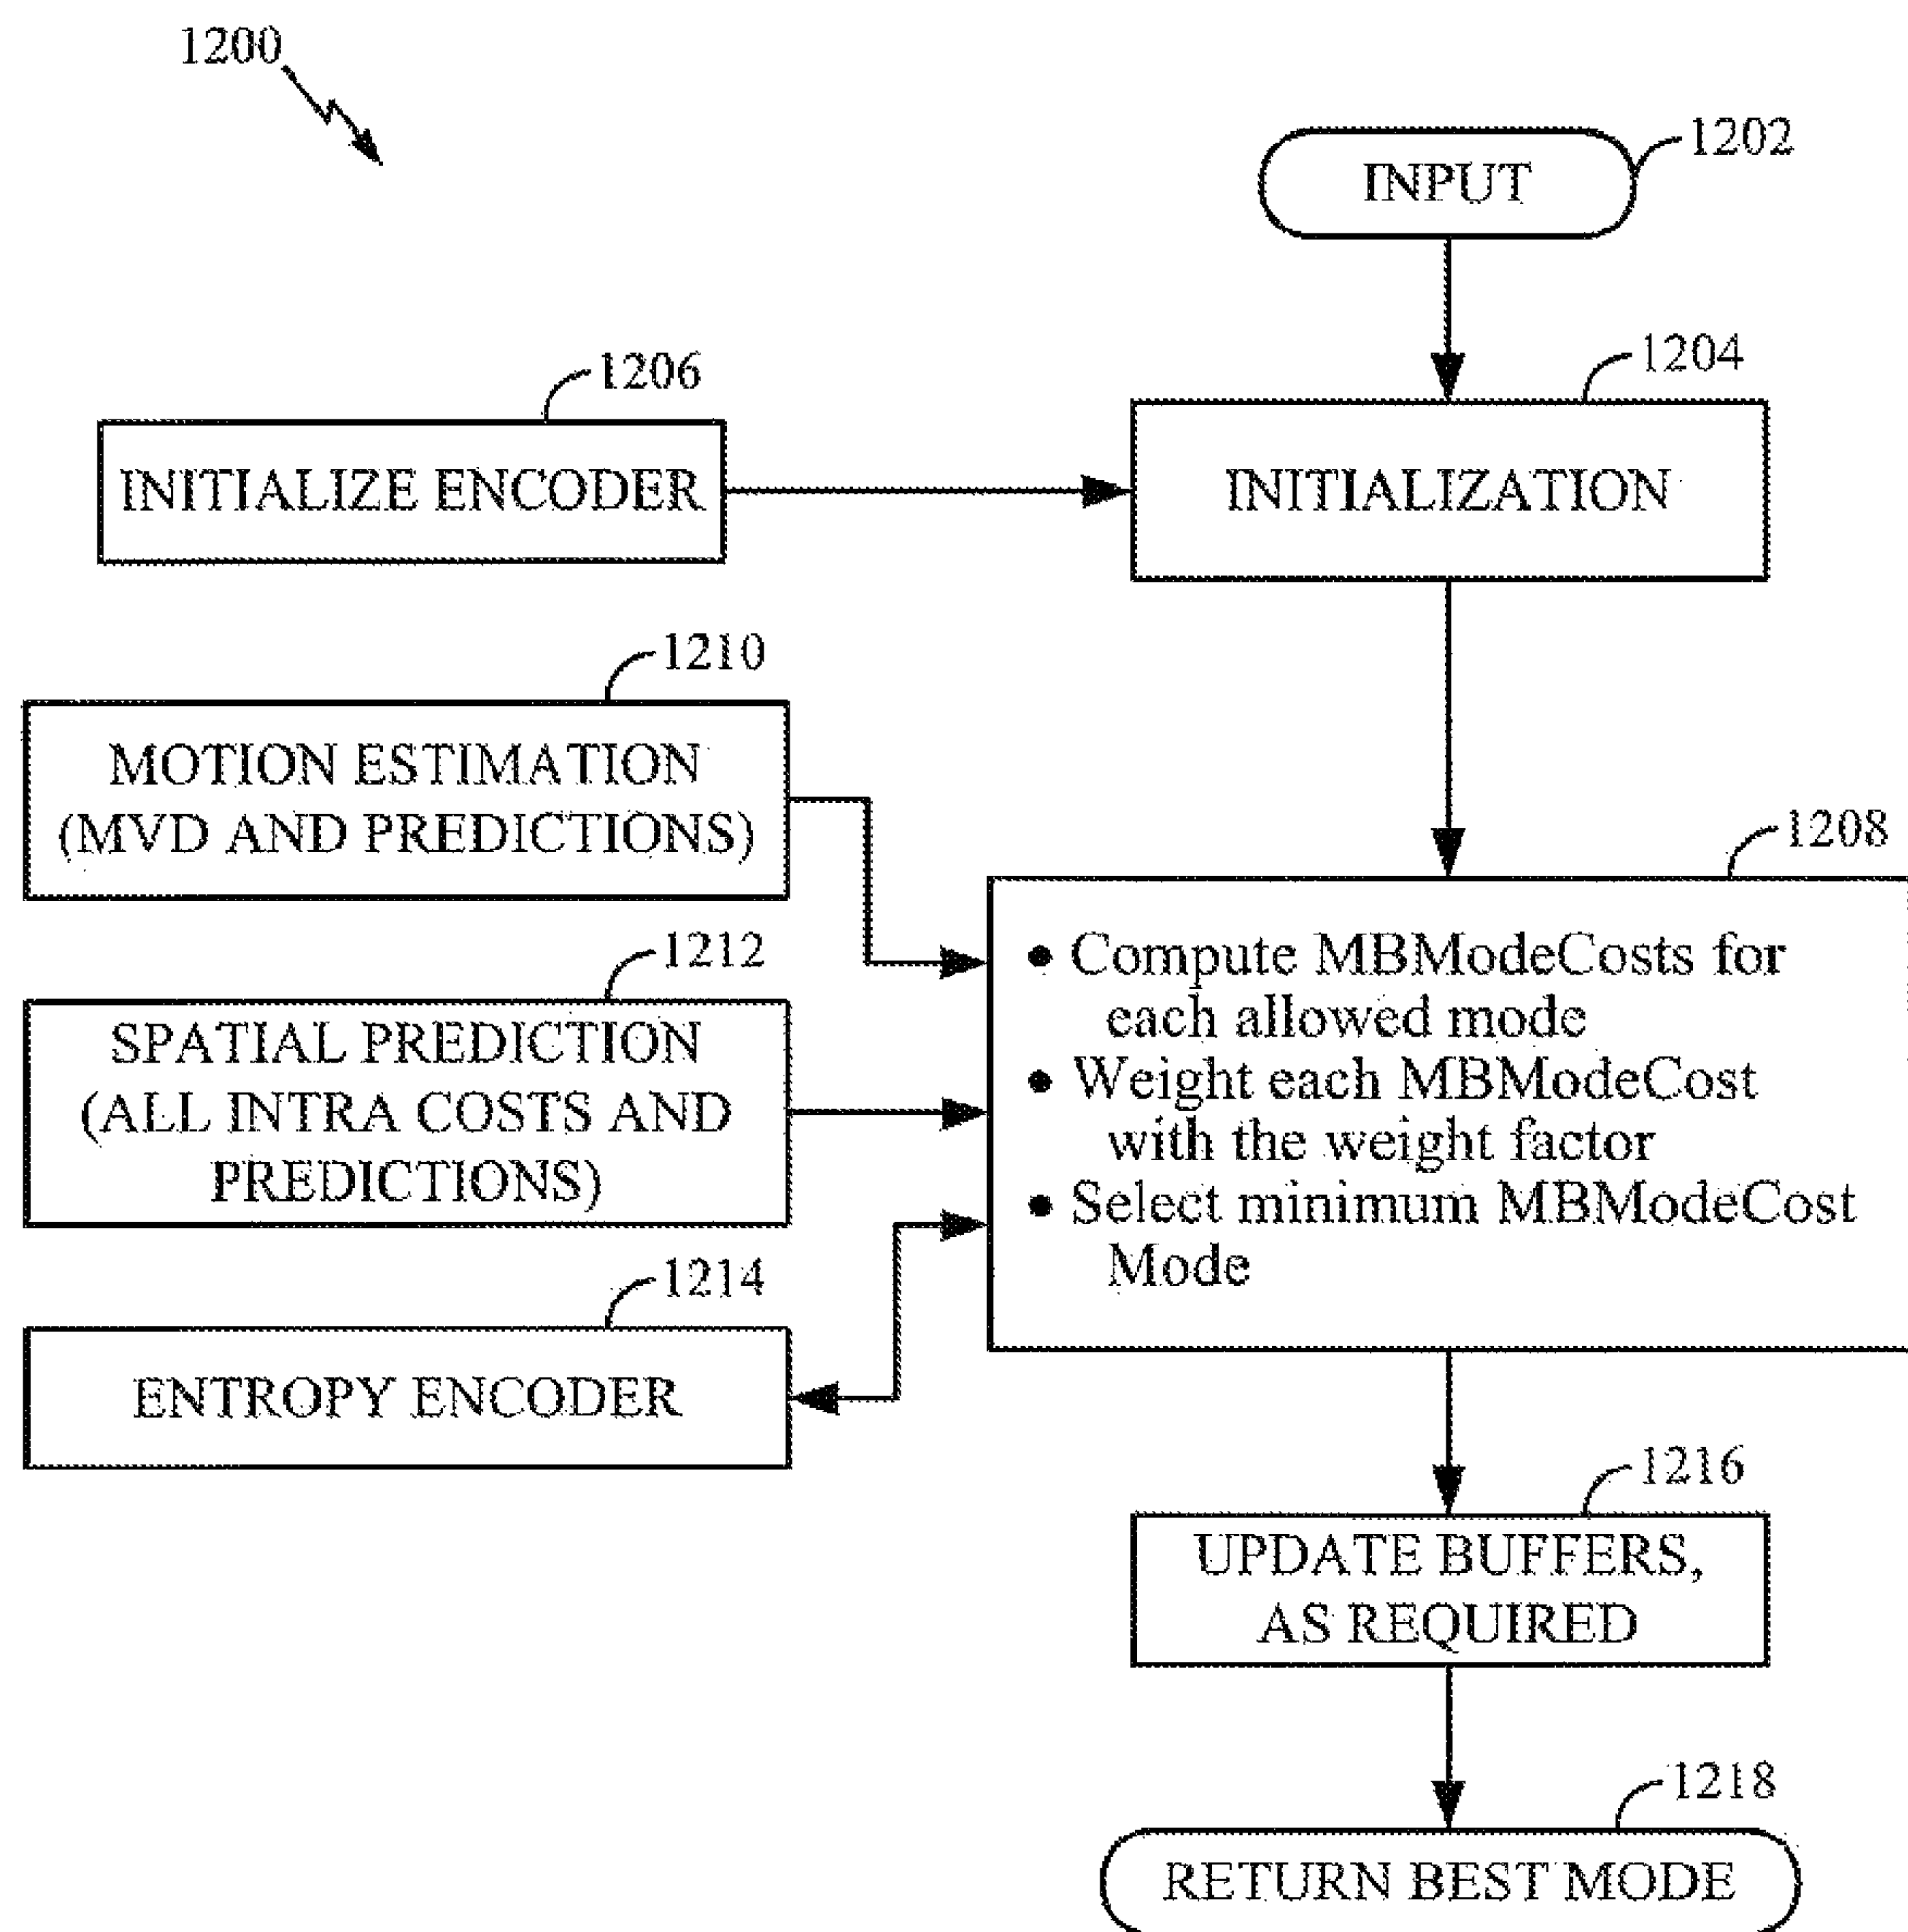 1200
1202
INPUT
1206
1204
INITIALIZE ENCODER
INITIALIZATION
1210
MOTION ESTIMATION
(MVD AND PREDICTIONS)
1208
• Compute MBModeCosts for
each allowed mode
• Weight each MBModeCost
with the weight factor
• Select minimum MBModeCost
Mode
1212
SPATIAL PREDICTION
(ALL INTRA COSTS AND
PREDICTIONS)
1214
ENTROPY ENCODER
1216
UPDATE BUFFERS,
AS REQUIRED
1218
RETURN BEST MODE